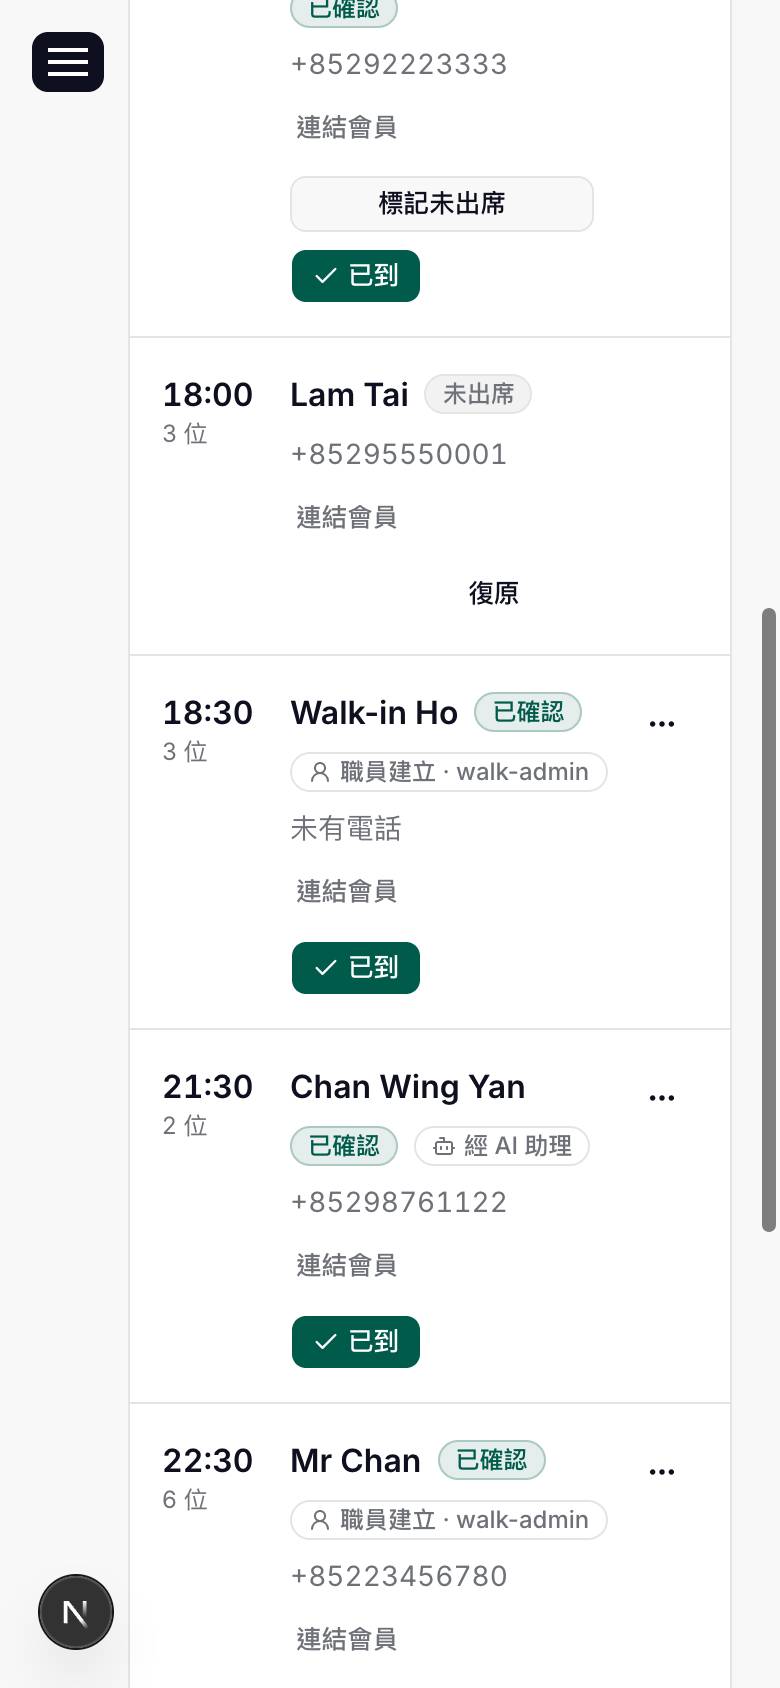 已確認
+85292223333
連結會員
標記未出席
已到
18:00 Lam Tai 未出席
3 位
+85295550001
連結會員
復原
18:30 Walk-in Ho 已確認 ...
3 位
職員建立 · walk-admin
未有電話
連結會員
已到
21:30 Chan Wing Yan ...
2 位
已確認 經 AI 助理
+85298761122
連結會員
已到
22:30 Mr Chan 已確認 ...
6 位
職員建立 · walk-admin
+85223456780
連結會員
N